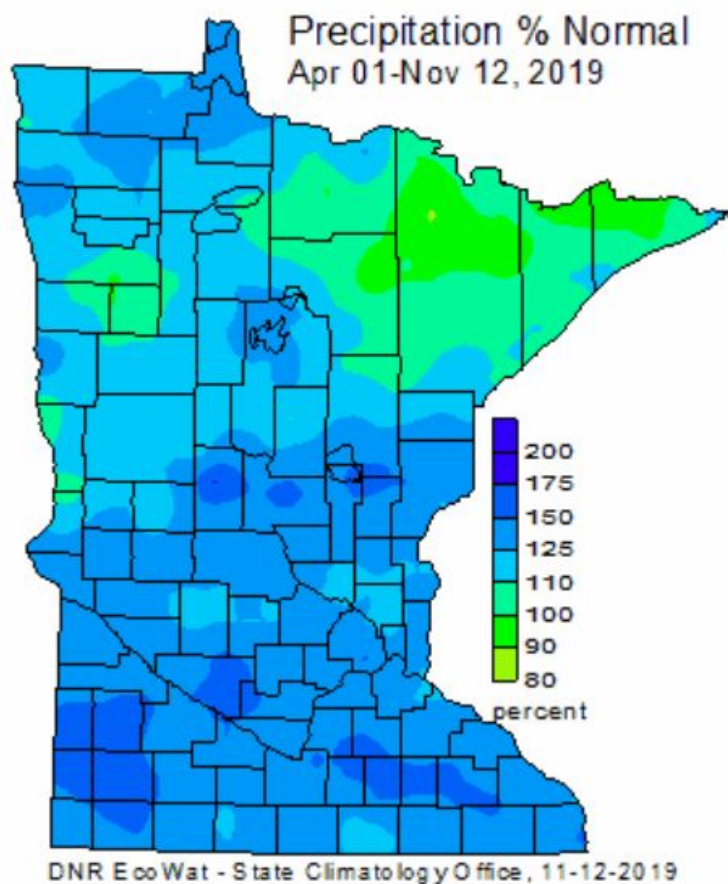 Precipitation % Normal
Apr 01-Nov 12, 2019
200
175
150
125
110
100
90
80
percent
DNR EcoWat - State Climatology Office, 11-12-2019